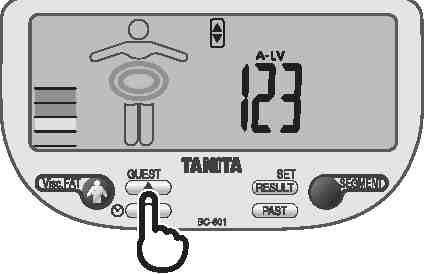 A-LV
123
TANITA
Visc.FAT
GUEST
SET
RESULT
SEGMENT
PAST
BC-601